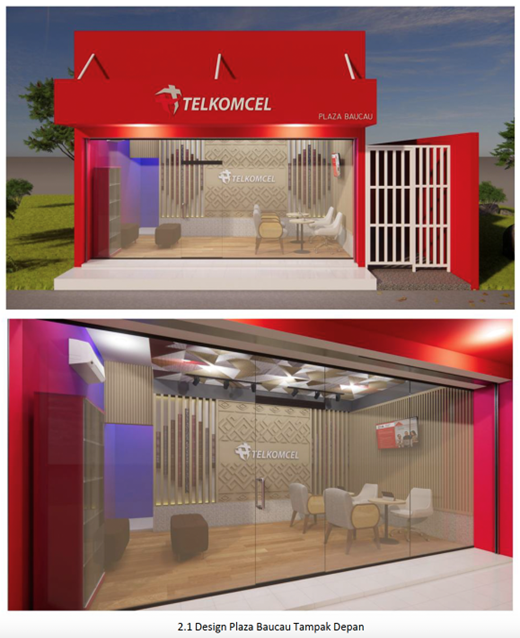 TELKOMCEL
PLAZA BAUCAU
TELKOMCEL
TELKOMCEL
2.1 Design Plaza Baucau Tampak Depan